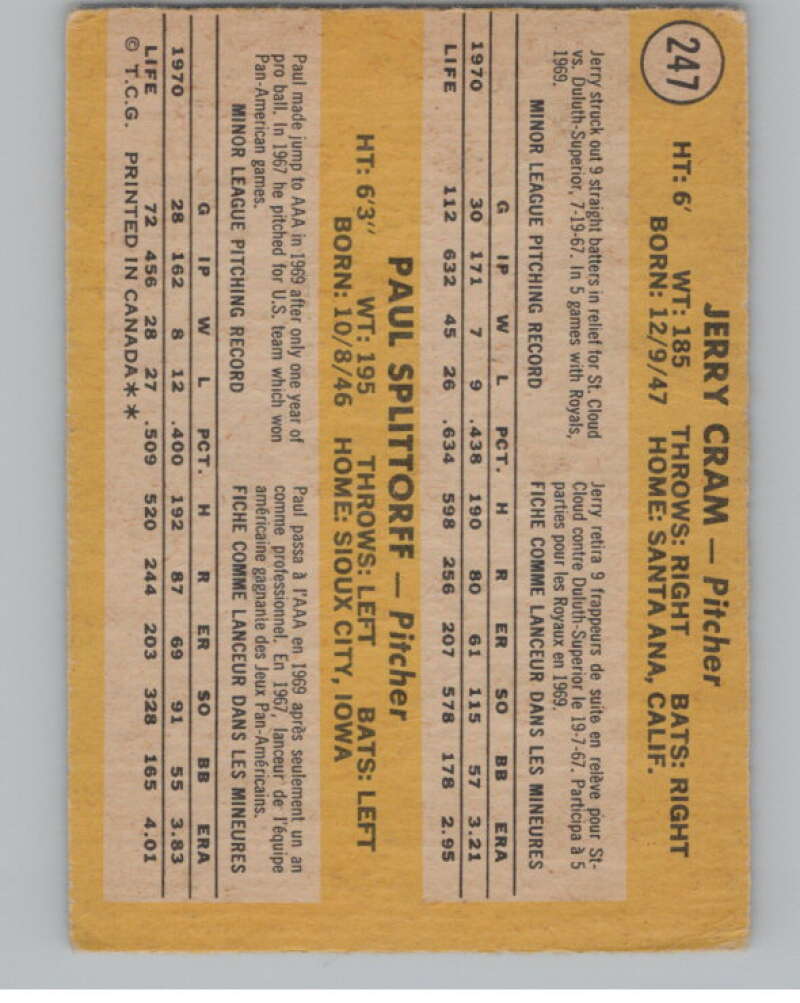 247
JERRY CRAM — Pitcher
HT: 6' WT: 185 THROWS: RIGHT BATS: RIGHT
BORN: 12/9/47 HOME: SANTA ANA, CALIF.
Jerry struck out 9 straight batters in relief for St. Cloud
vs. Duluth-Superior, 7-19-67. In 5 games with Royals,
1969.
Jerry retira 9 frappeurs de suite en relève pour St-
Cloud contre Duluth-Superior le 19-7-67. Participa à 5
parties pour les Royaux en 1969.
MINOR LEAGUE PITCHING RECORD FICHE COMME LANCEUR DANS LES MINEURES
G IP W L PCT. H R ER SO BB ERA
1970 30 171 7 9 .438 190 80 61 115 57 3.21
LIFE 112 632 45 26 .634 598 256 207 578 178 2.95
PAUL SPLITTORFF — Pitcher
HT: 6'3" WT: 195 THROWS: LEFT BATS: LEFT
BORN: 10/8/46 HOME: SIOUX CITY, IOWA
Paul made jump to AAA in 1969 after only one year of
pro ball. In 1967 he pitched for U.S. team which won
Pan-American games.
Paul passa à l'AAA en 1969 après seulement un an
comme professionnel. En 1967, lanceur de l'équipe
américaine gagnante des Jeux Pan-Américains.
MINOR LEAGUE PITCHING RECORD FICHE COMME LANCEUR DANS LES MINEURES
G IP W L PCT. H R ER SO BB ERA
1970 28 162 8 12 .400 192 87 69 91 55 3.83
LIFE 72 456 28 27 .509 520 244 203 328 165 4.01
© T.C.G. PRINTED IN CANADA**